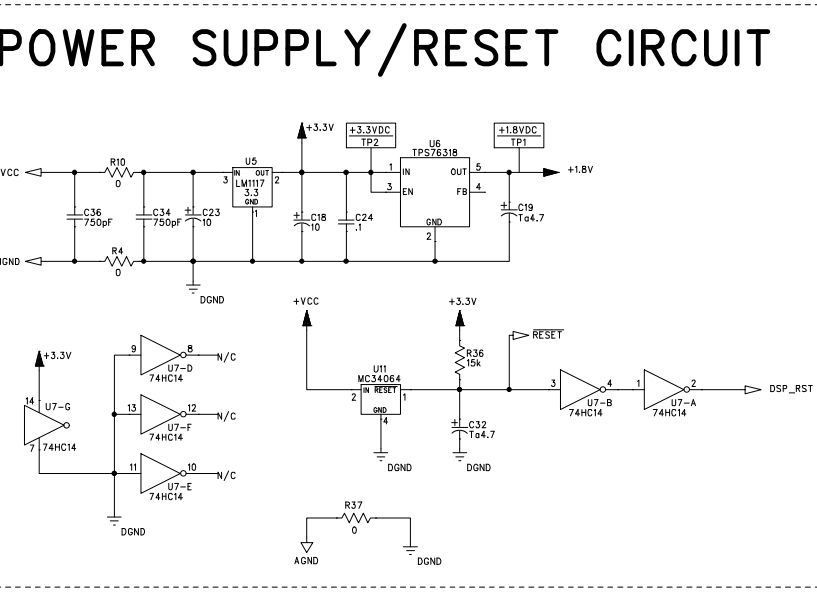 POWER SUPPLY/RESET CIRCUIT
+3.3V
+3.3VDC
TP2
U6
TPS76318
+1.8VDC
TP1
VCC
R10
0
U5
3 IN OUT 2
LM1117
3.3
GND
1
1 IN
3 EN
OUT 5
FB 4
GND
2
+1.8V
C36
750pF
C34
750pF
+ C23
10
+ C18
10
C24
.1
+ C19
Ta4.7
R4
0
DGND
+VCC
+3.3V
RESET
R36
15k
U11
MC34064
2 IN RESET 1
GND
4
+ C32
Ta4.7
DGND
DGND
3 4
U7-B
74HC14
1 2
U7-A
74HC14
DSP_RST
+3.3V
14 U7-G
7 74HC14
9 8 N/C
U7-D
74HC14
13 12 N/C
U7-F
74HC14
11 10 N/C
U7-E
74HC14
DGND
R37
0
AGND
DGND